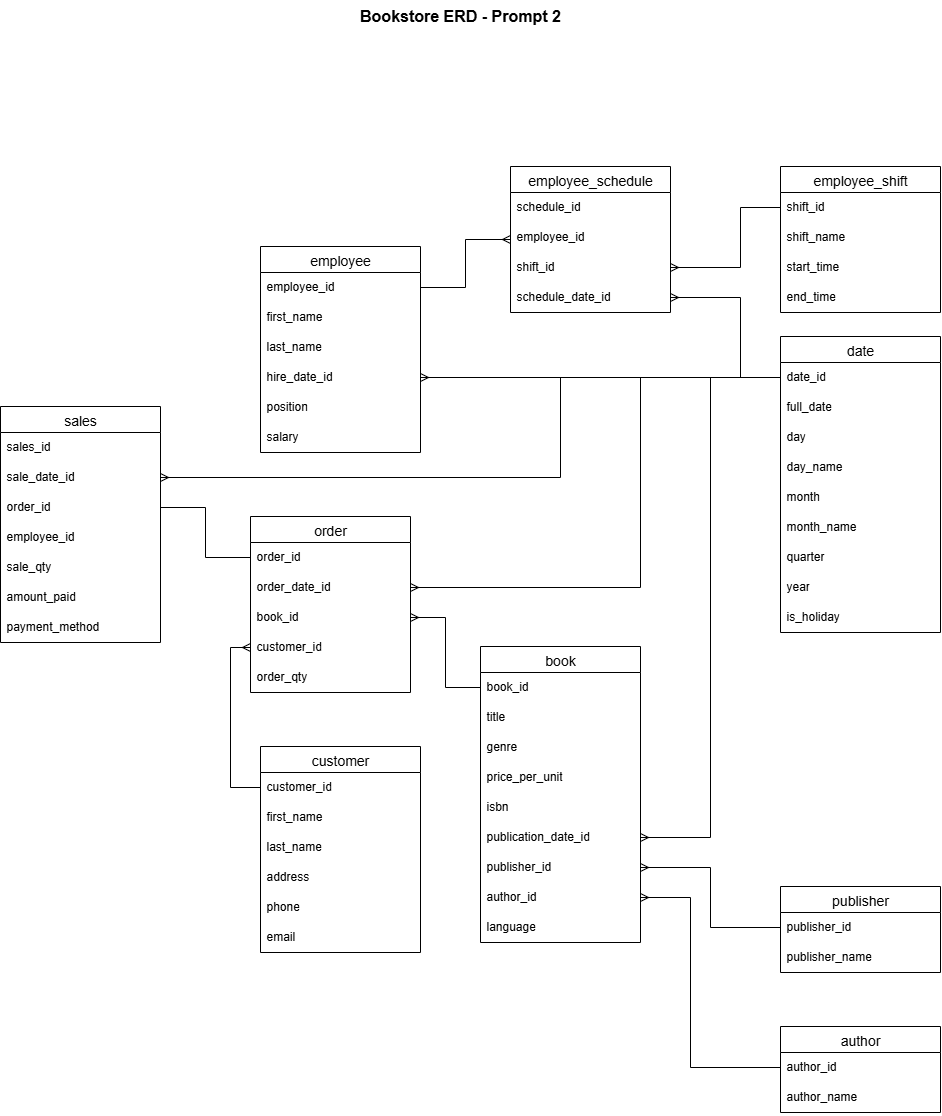 Bookstore ERD - Prompt 2
employee_schedule
schedule_id
employee_id
shift_id
schedule_date_id
employee_shift
shift_id
shift_name
start_time
end_time
employee
employee_id
first_name
last_name
hire_date_id
position
salary
date
date_id
full_date
day
day_name
month
month_name
quarter
year
is_holiday
sales
sales_id
sale_date_id
order_id
employee_id
sale_qty
amount_paid
payment_method
order
order_id
order_date_id
book_id
customer_id
order_qty
book
book_id
title
genre
price_per_unit
isbn
publication_date_id
publisher_id
author_id
language
customer
customer_id
first_name
last_name
address
phone
email
publisher
publisher_id
publisher_name
author
author_id
author_name